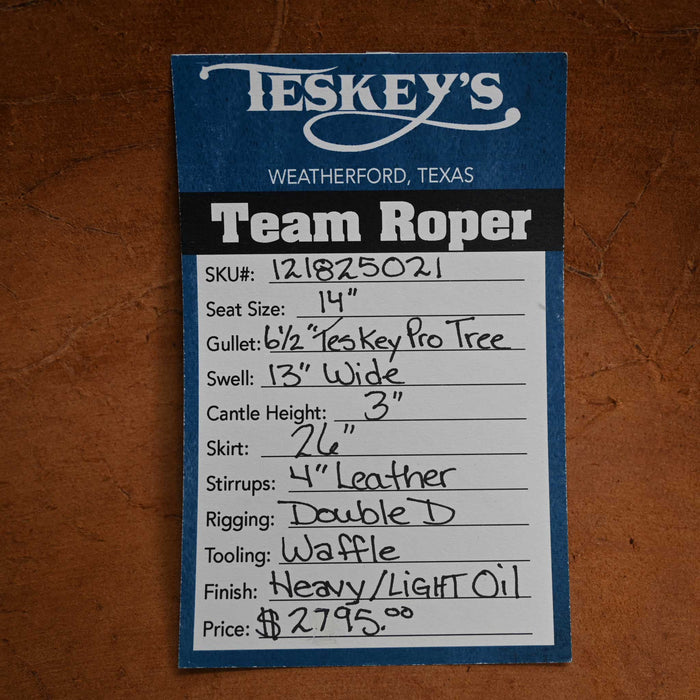 TESKEY'S
WEATHERFORD, TEXAS
Team Roper
SKU#: 121825021
Seat Size: 14"
Gullet: 6 1/2" Teskey Pro Tree
Swell: 13" Wide
Cantle Height: 3"
Skirt: 26"
Stirrups: 4" Leather
Rigging: Double D
Tooling: Waffle
Finish: Heavy/LIGHT Oil
Price: $2795.00